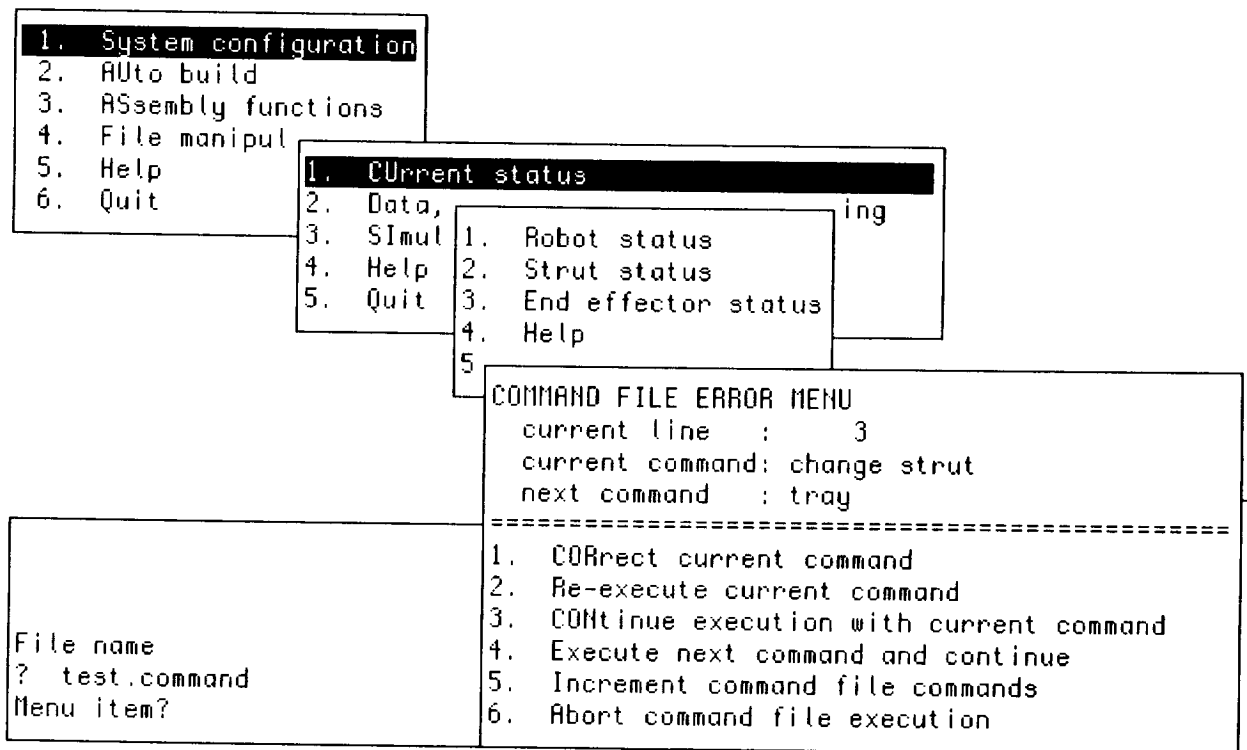 1. System configuration
2. AUto build
3. ASsembly functions
4. File manipul
5. Help
6. Quit
1. CUrrent status
2. Data, ing
3. SImul
4. Help
5. Quit
1. Robot status
2. Strut status
3. End effector status
4. Help
5
COMMAND FILE ERROR MENU
current line : 3
current command: change strut
next command : tray
===============================================
1. CORrect current command
2. Re-execute current command
3. CONtinue execution with current command
4. Execute next command and continue
5. Increment command file commands
6. Abort command file execution
File name
? test.command
Menu item?